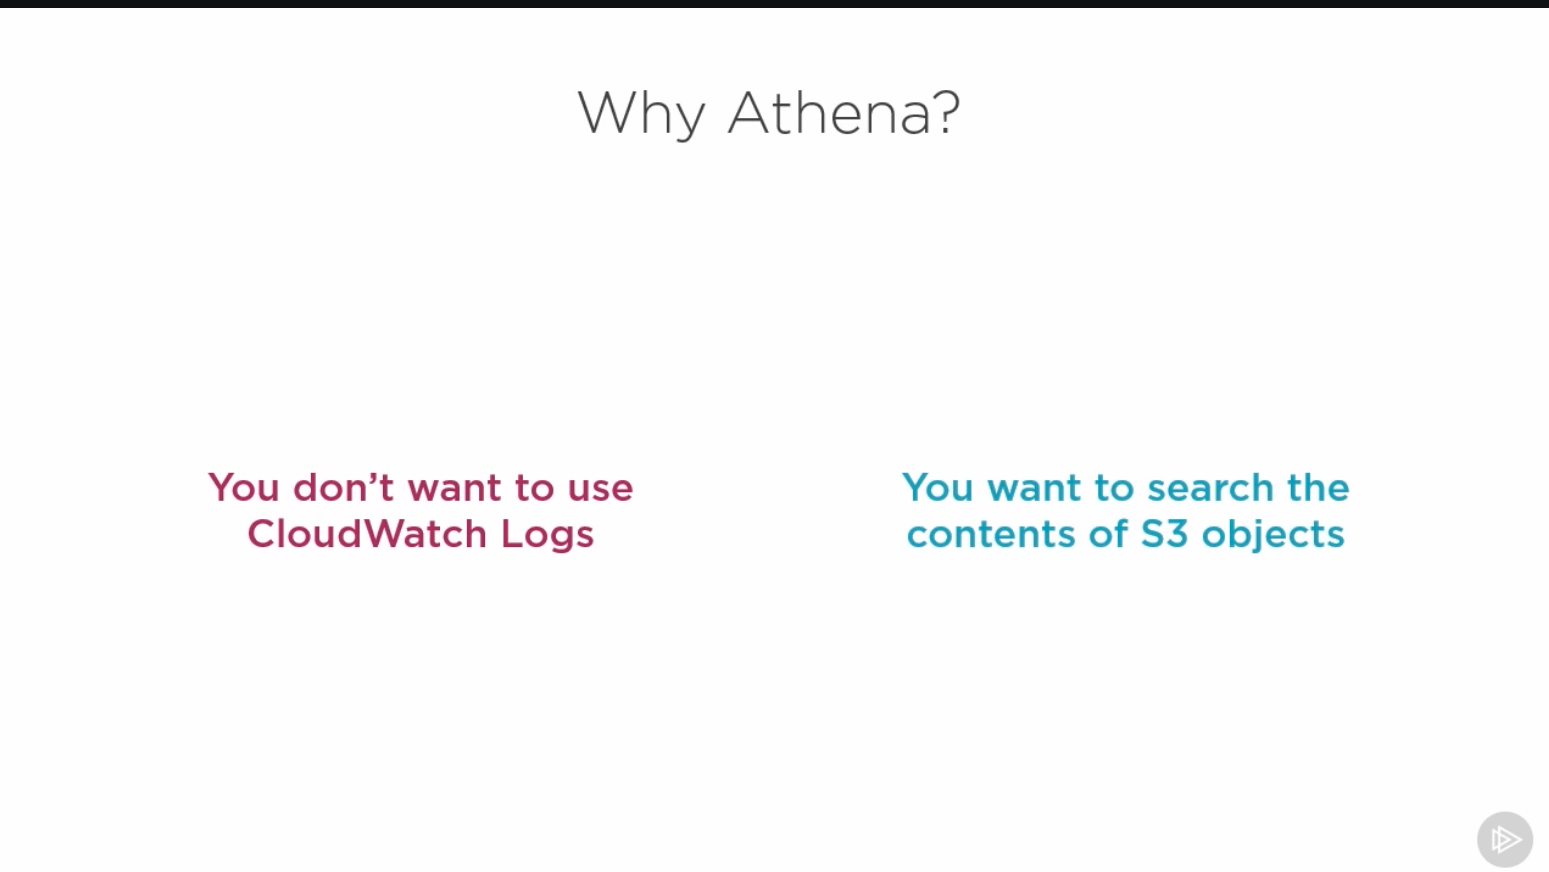 Why Athena?
You don’t want to use
CloudWatch Logs
You want to search the
contents of S3 objects